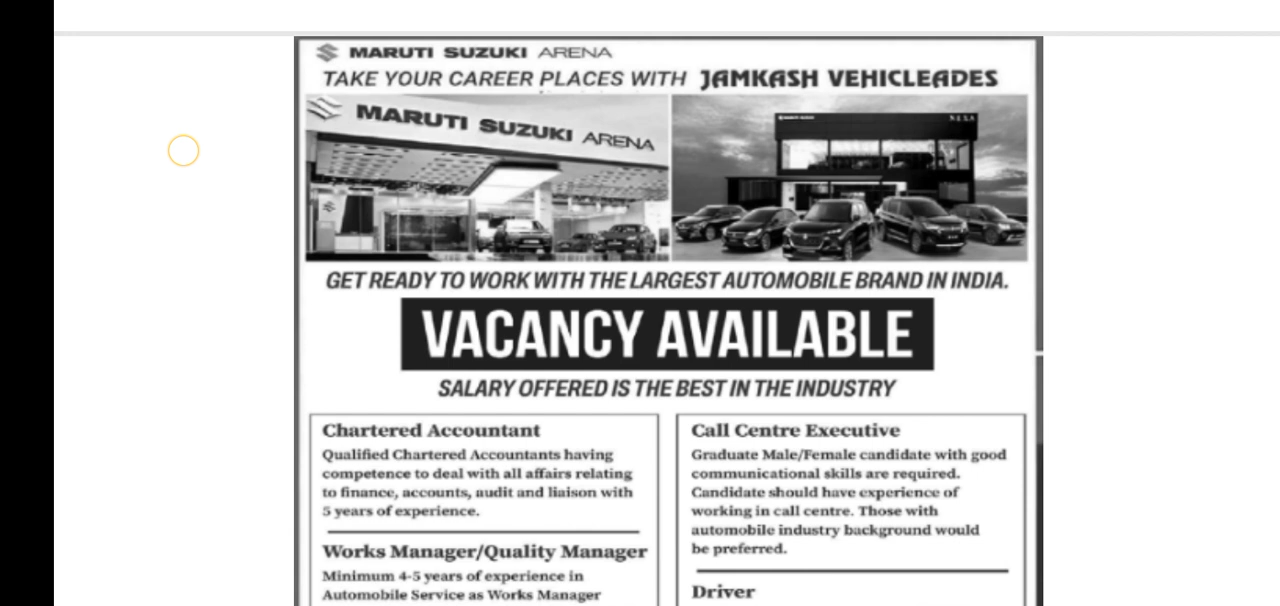 MARUTI SUZUKI ARENA
TAKE YOUR CAREER PLACES WITH JAMKASH VEHICLEADES
MARUTI SUZUKI ARENA
MARUTI SUZUKI NEXA
GET READY TO WORK WITH THE LARGEST AUTOMOBILE BRAND IN INDIA.
VACANCY AVAILABLE
SALARY OFFERED IS THE BEST IN THE INDUSTRY
Chartered Accountant
Qualified Chartered Accountants having
competence to deal with all affairs relating
to finance, accounts, audit and liaison with
5 years of experience.
Works Manager/Quality Manager
Minimum 4-5 years of experience in
Automobile Service as Works Manager
Call Centre Executive
Graduate Male/Female candidate with good
communicational skills are required.
Candidate should have experience of
working in call centre. Those with
automobile industry background would
be preferred.
Driver